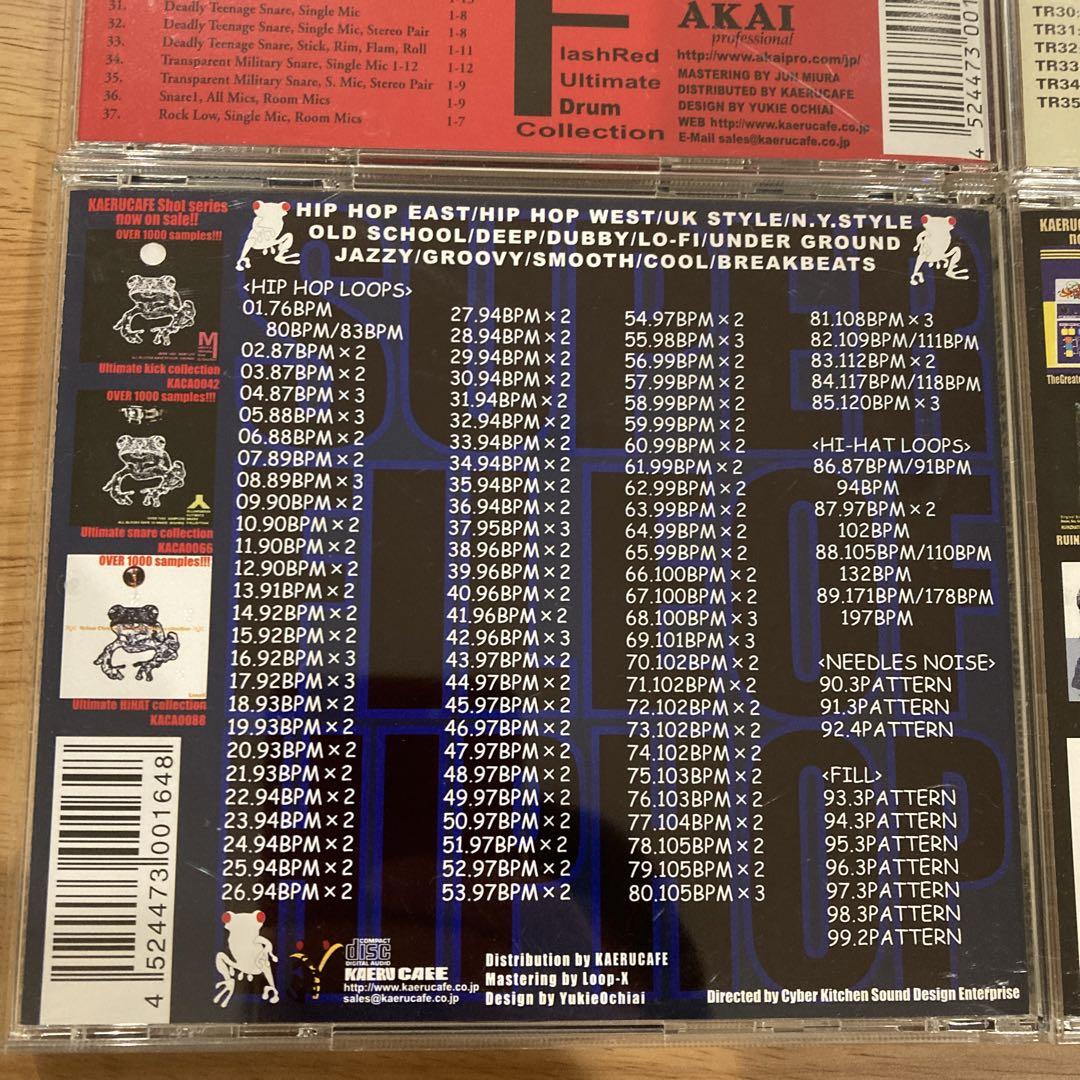 31. Deadly Teenage Snare, Single Mic
32. Deadly Teenage Snare, Single Mic, Stereo Pair 1-8
33. Deadly Teenage Snare, Stick, Rim, Flam, Roll 1-8
34. Transparent Military Snare, Single Mic 1-12 1-11
35. Transparent Military Snare, S. Mic, Stereo Pair 1-12
36. Snare1, All Mics, Room Mics 1-9
37. Rock Low, Single Mic, Room Mics 1-9
1-7
FlashRed
Ultimate
Drum
Collection
AKAI
professional
http://www.akaipro.com/jp/
MASTERING BY JUN MIURA
DISTRIBUTED BY KAERUCAFE
DESIGN BY YUKIE OCHIAI
WEB http://www.kaerucafe.co.jp
E-Mail sales@kaerucafe.co.jp
4 524473 001
TR30:
TR31:
TR32
TR33
TR34
TR35
KAERUCAFE Shot series
now on sale!!
OVER 1000 samples!!!
Ultimate kick collection
KACA0042
OVER 1000 samples!!!
Ultimate snare collection
KACA0066
OVER 1000 samples!!!
Ultimate HiHAT collection
KACA0088
4 524473 001648
HIP HOP EAST/HIP HOP WEST/UK STYLE/N.Y.STYLE
OLD SCHOOL/DEEP/DUBBY/LO-FI/UNDER GROUND
JAZZY/GROOVY/SMOOTH/COOL/BREAKBEATS
SUPER
NICE
HIPHOP
<HIP HOP LOOPS>
01.76BPM
80BPM/83BPM
02.87BPM×2
03.87BPM×2
04.87BPM×3
05.88BPM×3
06.88BPM×2
07.89BPM×2
08.89BPM×3
09.90BPM×2
10.90BPM×2
11.90BPM×2
12.90BPM×2
13.91BPM×2
14.92BPM×2
15.92BPM×2
16.92BPM×3
17.92BPM×3
18.93BPM×2
19.93BPM×2
20.93BPM×2
21.93BPM×2
22.94BPM×2
23.94BPM×2
24.94BPM×2
25.94BPM×2
26.94BPM×2
27.94BPM×2
28.94BPM×2
29.94BPM×2
30.94BPM×2
31.94BPM×2
32.94BPM×2
33.94BPM×2
34.94BPM×2
35.94BPM×2
36.94BPM×2
37.95BPM×3
38.96BPM×2
39.96BPM×2
40.96BPM×2
41.96BPM×2
42.96BPM×3
43.97BPM×2
44.97BPM×2
45.97BPM×2
46.97BPM×2
47.97BPM×2
48.97BPM×2
49.97BPM×2
50.97BPM×2
51.97BPM×2
52.97BPM×2
53.97BPM×2
54.97BPM×2
55.98BPM×3
56.99BPM×2
57.99BPM×2
58.99BPM×2
59.99BPM×2
60.99BPM×2
61.99BPM×2
62.99BPM×2
63.99BPM×2
64.99BPM×2
65.99BPM×2
66.100BPM×2
67.100BPM×2
68.100BPM×3
69.101BPM×3
70.102BPM×2
71.102BPM×2
72.102BPM×2
73.102BPM×2
74.102BPM×2
75.103BPM×2
76.103BPM×2
77.104BPM×2
78.105BPM×2
79.105BPM×2
80.105BPM×3
81.108BPM×3
82.109BPM/111BPM
83.112BPM×2
84.117BPM/118BPM
85.120BPM×3
<HI-HAT LOOPS>
86.87BPM/91BPM
94BPM
87.97BPM×2
102BPM
88.105BPM/110BPM
132BPM
89.171BPM/178BPM
197BPM
<NEEDLES NOISE>
90.3PATTERN
91.3PATTERN
92.4PATTERN
<FILL>
93.3PATTERN
94.3PATTERN
95.3PATTERN
96.3PATTERN
97.3PATTERN
98.3PATTERN
99.2PATTERN
COMPACT
disc
DIGITAL AUDIO
KAERU CAFE
http://www.kaerucafe.co.jp
sales@kaerucafe.co.jp
Distribution by KAERUCAFE
Mastering by Loop-X
Design by YukieOchiai
Directed by Cyber Kitchen Sound Design Enterprise